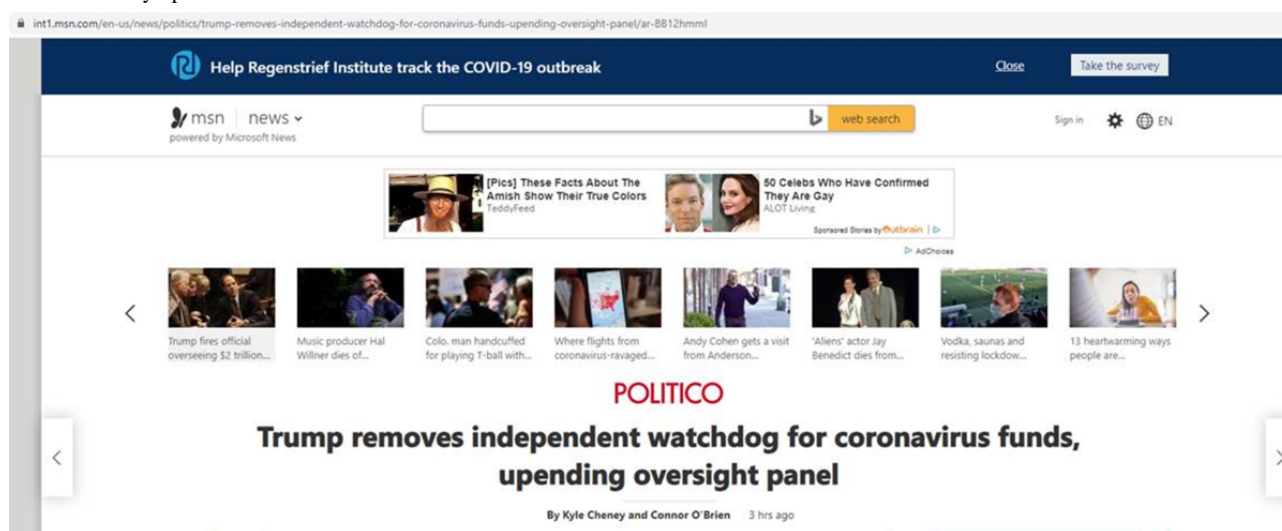 int1.msn.com/en-us/news/politics/trump-removes-independent-watchdog-for-coronavirus-funds-upending-oversight-panel/ar-BB12hmml
Help Regenstrief Institute track the COVID-19 outbreak
Close
Take the survey
msn | news
powered by Microsoft News
web search
Sign in
EN
[Pics] These Facts About The
Amish Show Their True Colors
TeddyFeed
50 Celebs Who Have Confirmed
They Are Gay
ALOT Living
Sponsored Stories by Outbrain
AdChoices
Trump fires official
overseeing $2 trillion...
Music producer Hal
Willner dies of...
Colo. man handcuffed
for playing T-ball with...
Where flights from
coronavirus-ravaged...
Andy Cohen gets a visit
from Anderson...
'Aliens' actor Jay
Benedict dies from...
Vodka, saunas and
resisting lockdow...
13 heartwarming ways
people are...
POLITICO
Trump removes independent watchdog for coronavirus funds,
upending oversight panel
By Kyle Cheney and Connor O'Brien 3 hrs ago